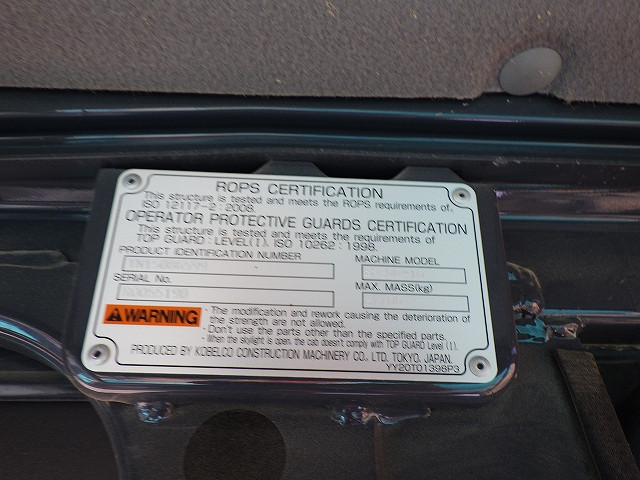 ROPS CERTIFICATION
This structure is tested and meets the ROPS requirements of,
ISO 12117-2:2008
OPERATOR PROTECTIVE GUARDS CERTIFICATION
This structure is tested and meets the requirements of
TOP GUARD : LEVEL(I), ISO 10262 : 1998.
PRODUCT IDENTIFICATION NUMBER
MACHINE MODEL
SERIAL No.
MAX. MASS(kg)
WARNING
· The modification and rework causing the deterioration of
the strength are not allowed.
· Don't use the parts other than the specified parts.
· When the skylight is open, the cab doesn't comply with TOP GUARD Level (I).
PRODUCED BY KOBELCO CONSTRUCTION MACHINERY CO., LTD. TOKYO, JAPAN.
YY20T01398P3